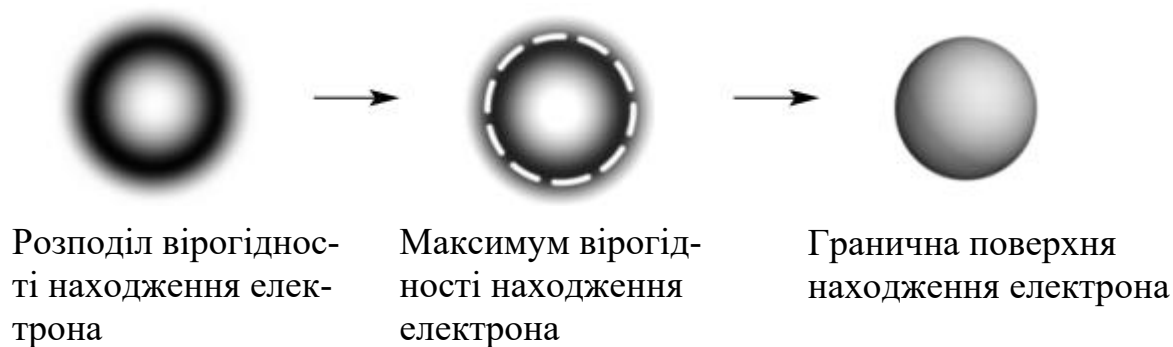 Розподіл вірогіднос-
ті находження елек-
трона
Максимум вірогід-
ності находження
електрона
Гранична поверхня
находження електрона